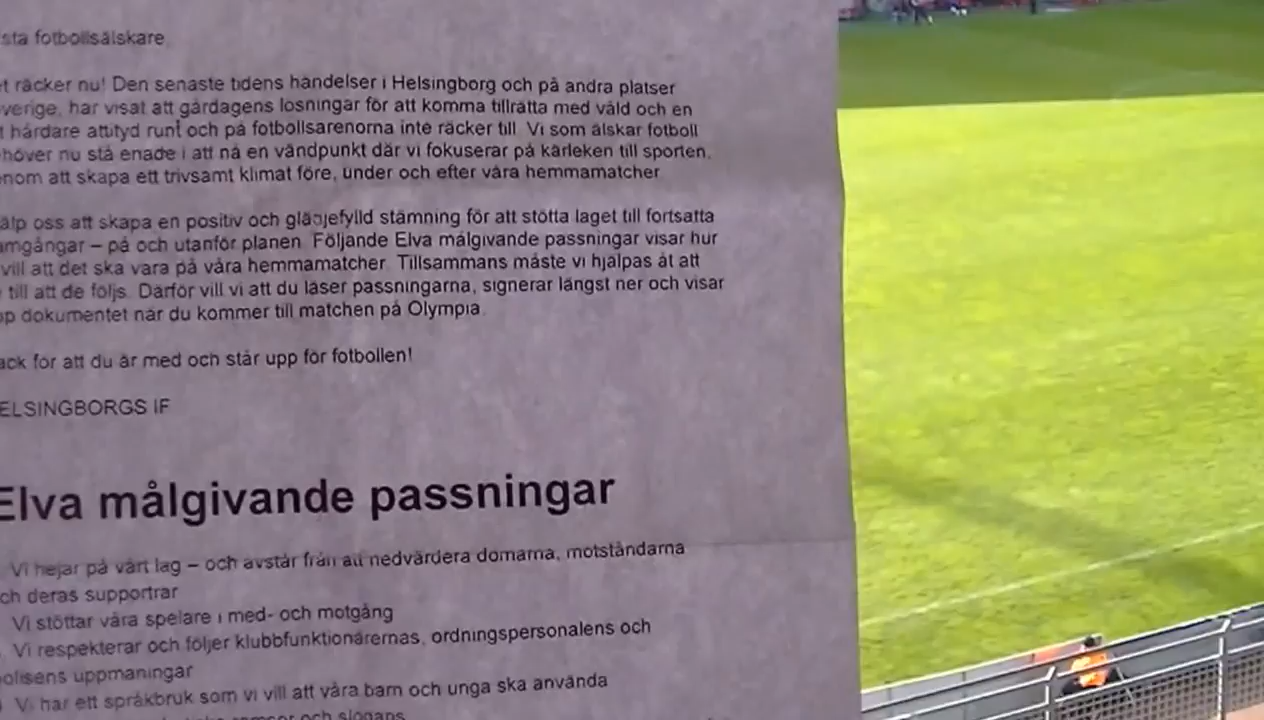 sta fotbollsälskare
t räcker nu! Den senaste tidens händelser i Helsingborg och på andra platser
verige, har visat att gårdagens lösningar för att komma tillrätta med våld och en
t hårdare attityd runt och på fotbollsarenorna inte räcker till. Vi som älskar fotboll
höver nu stå enade i att nå en vändpunkt där vi fokuserar på kärleken till sporten,
nom att skapa ett trivsamt klimat före, under och efter våra hemmamatcher
älp oss att skapa en positiv och glädjefylld stämning för att stötta laget till fortsatta
amgångar – på och utanför planen. Följande Elva målgivande passningar visar hur
vill att det ska vara på våra hemmamatcher. Tillsammans måste vi hjälpas åt att
till att de följs. Därför vill vi att du läser passningarna, signerar längst ner och visar
pp dokumentet när du kommer till matchen på Olympia.
ack för att du är med och står upp för fotbollen!
ELSINGBORGS IF
Elva målgivande passningar
Vi hejar på vårt lag – och avstår från att nedvärdera domarna, motståndarna
ch deras supportrar
Vi stöttar våra spelare i med- och motgång
Vi respekterar och följer klubbfunktionärernas, ordningspersonalens och
olisens uppmaningar
Vi har ett språkbruk som vi vill att våra barn och unga ska använda
och slogans